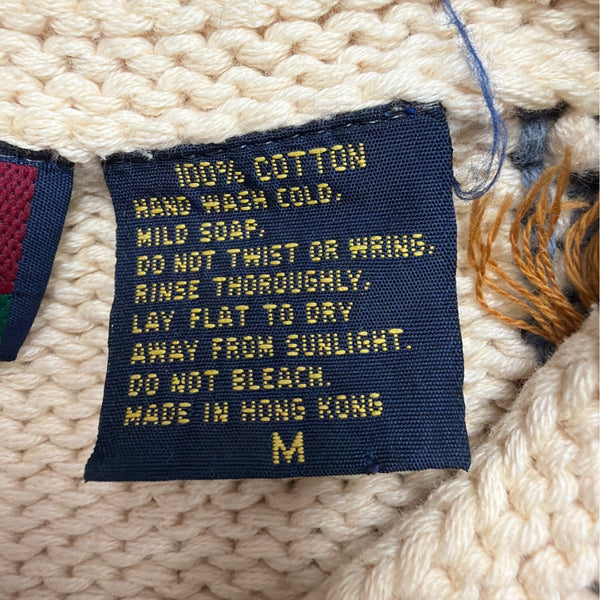 100% COTTON
HAND WASH COLD.
MILD SOAP.
DO NOT TWIST OR WRING.
RINSE THOROUGHLY.
LAY FLAT TO DRY
AWAY FROM SUNLIGHT.
DO NOT BLEACH.
MADE IN HONG KONG
M